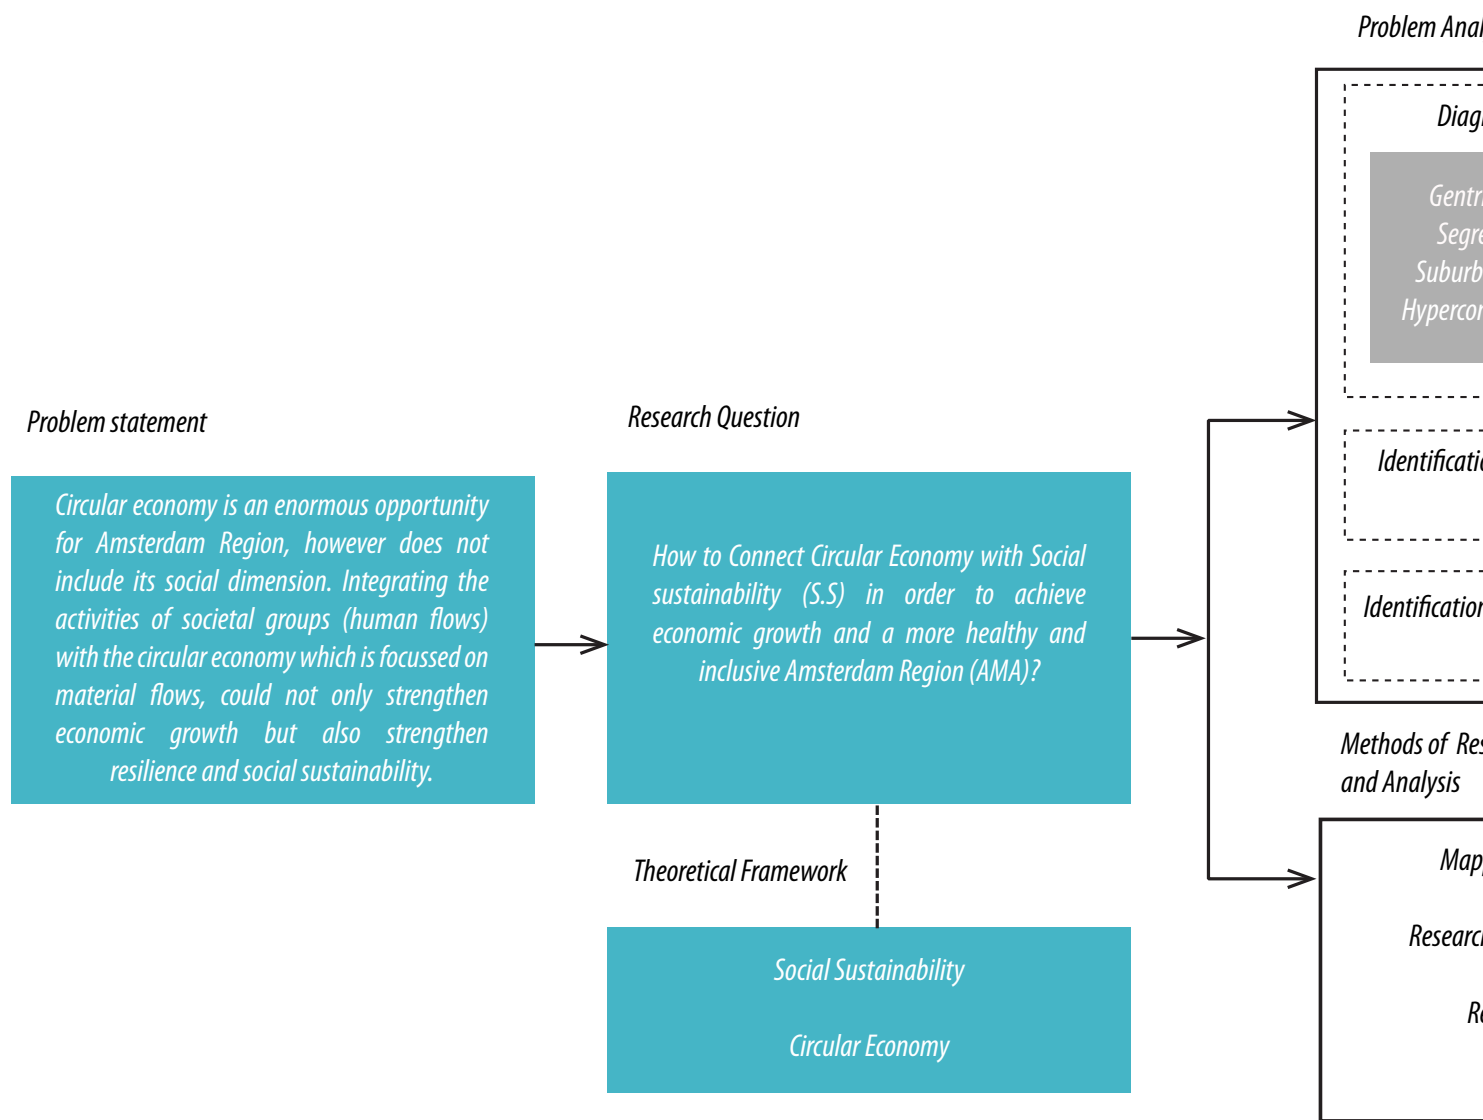 Problem statement
Circular economy is an enormous opportunity
for Amsterdam Region, however does not
include its social dimension. Integrating the
activities of societal groups (human flows)
with the circular economy which is focussed on
material flows, could not only strengthen
economic growth but also strengthen
resilience and social sustainability.
Research Question
How to Connect Circular Economy with Social
sustainability (S.S) in order to achieve
economic growth and a more healthy and
inclusive Amsterdam Region (AMA)?
Theoretical Framework
Social Sustainability
Circular Economy
Problem Anal
Diag
Gentr
Segre
Suburb
Hypercon
Identificatio
Identification
Methods of Res
and Analysis
Map
Research
Re